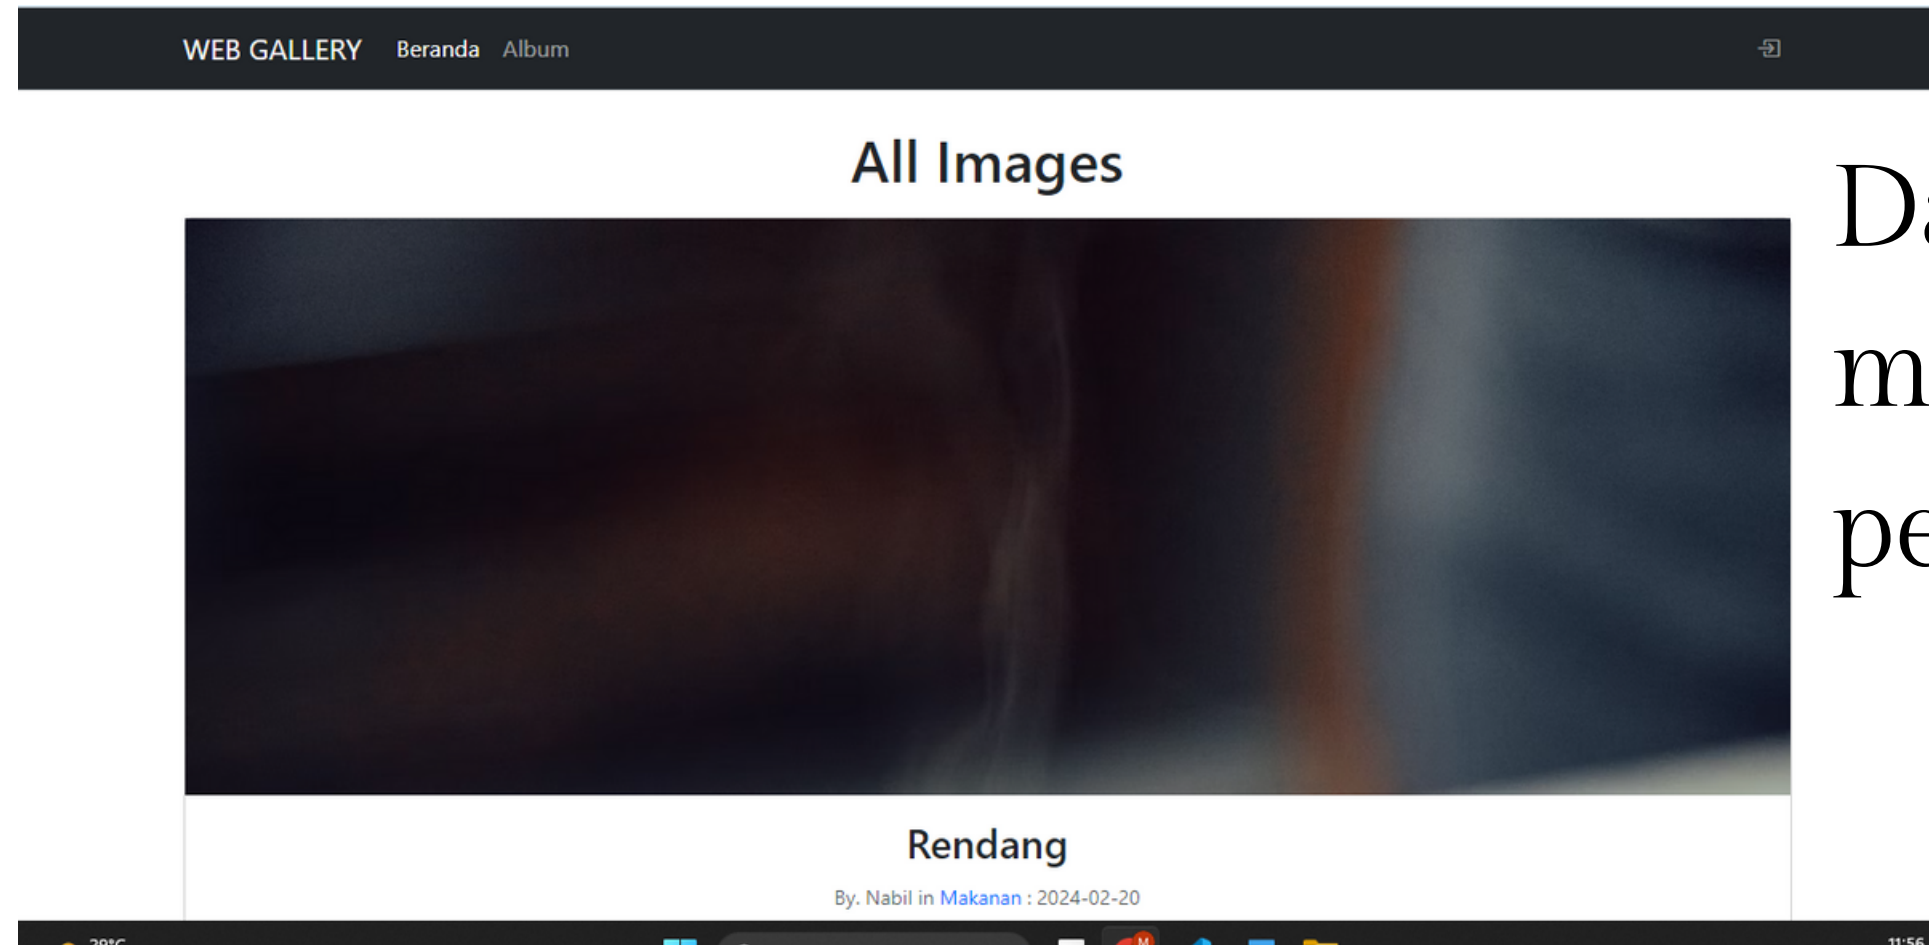 WEB GALLERY Beranda Album
All Images
Rendang
By. Nabil in Makanan : 2024-02-20
M